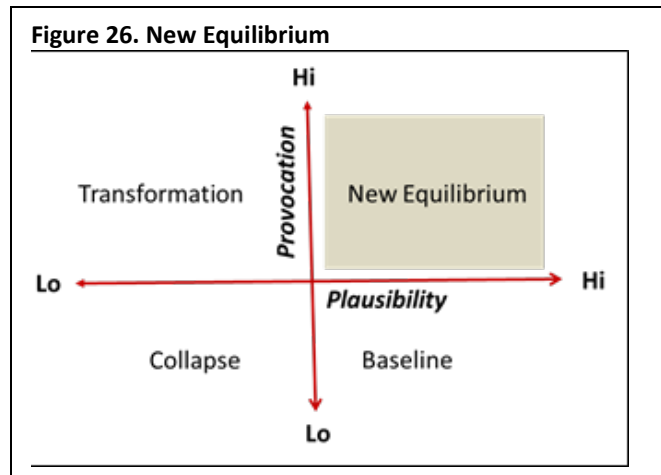 Figure 26. New Equilibrium
Hi
Provocation
Transformation
New Equilibrium
Lo
Hi
Plausibility
Collapse
Baseline
Lo